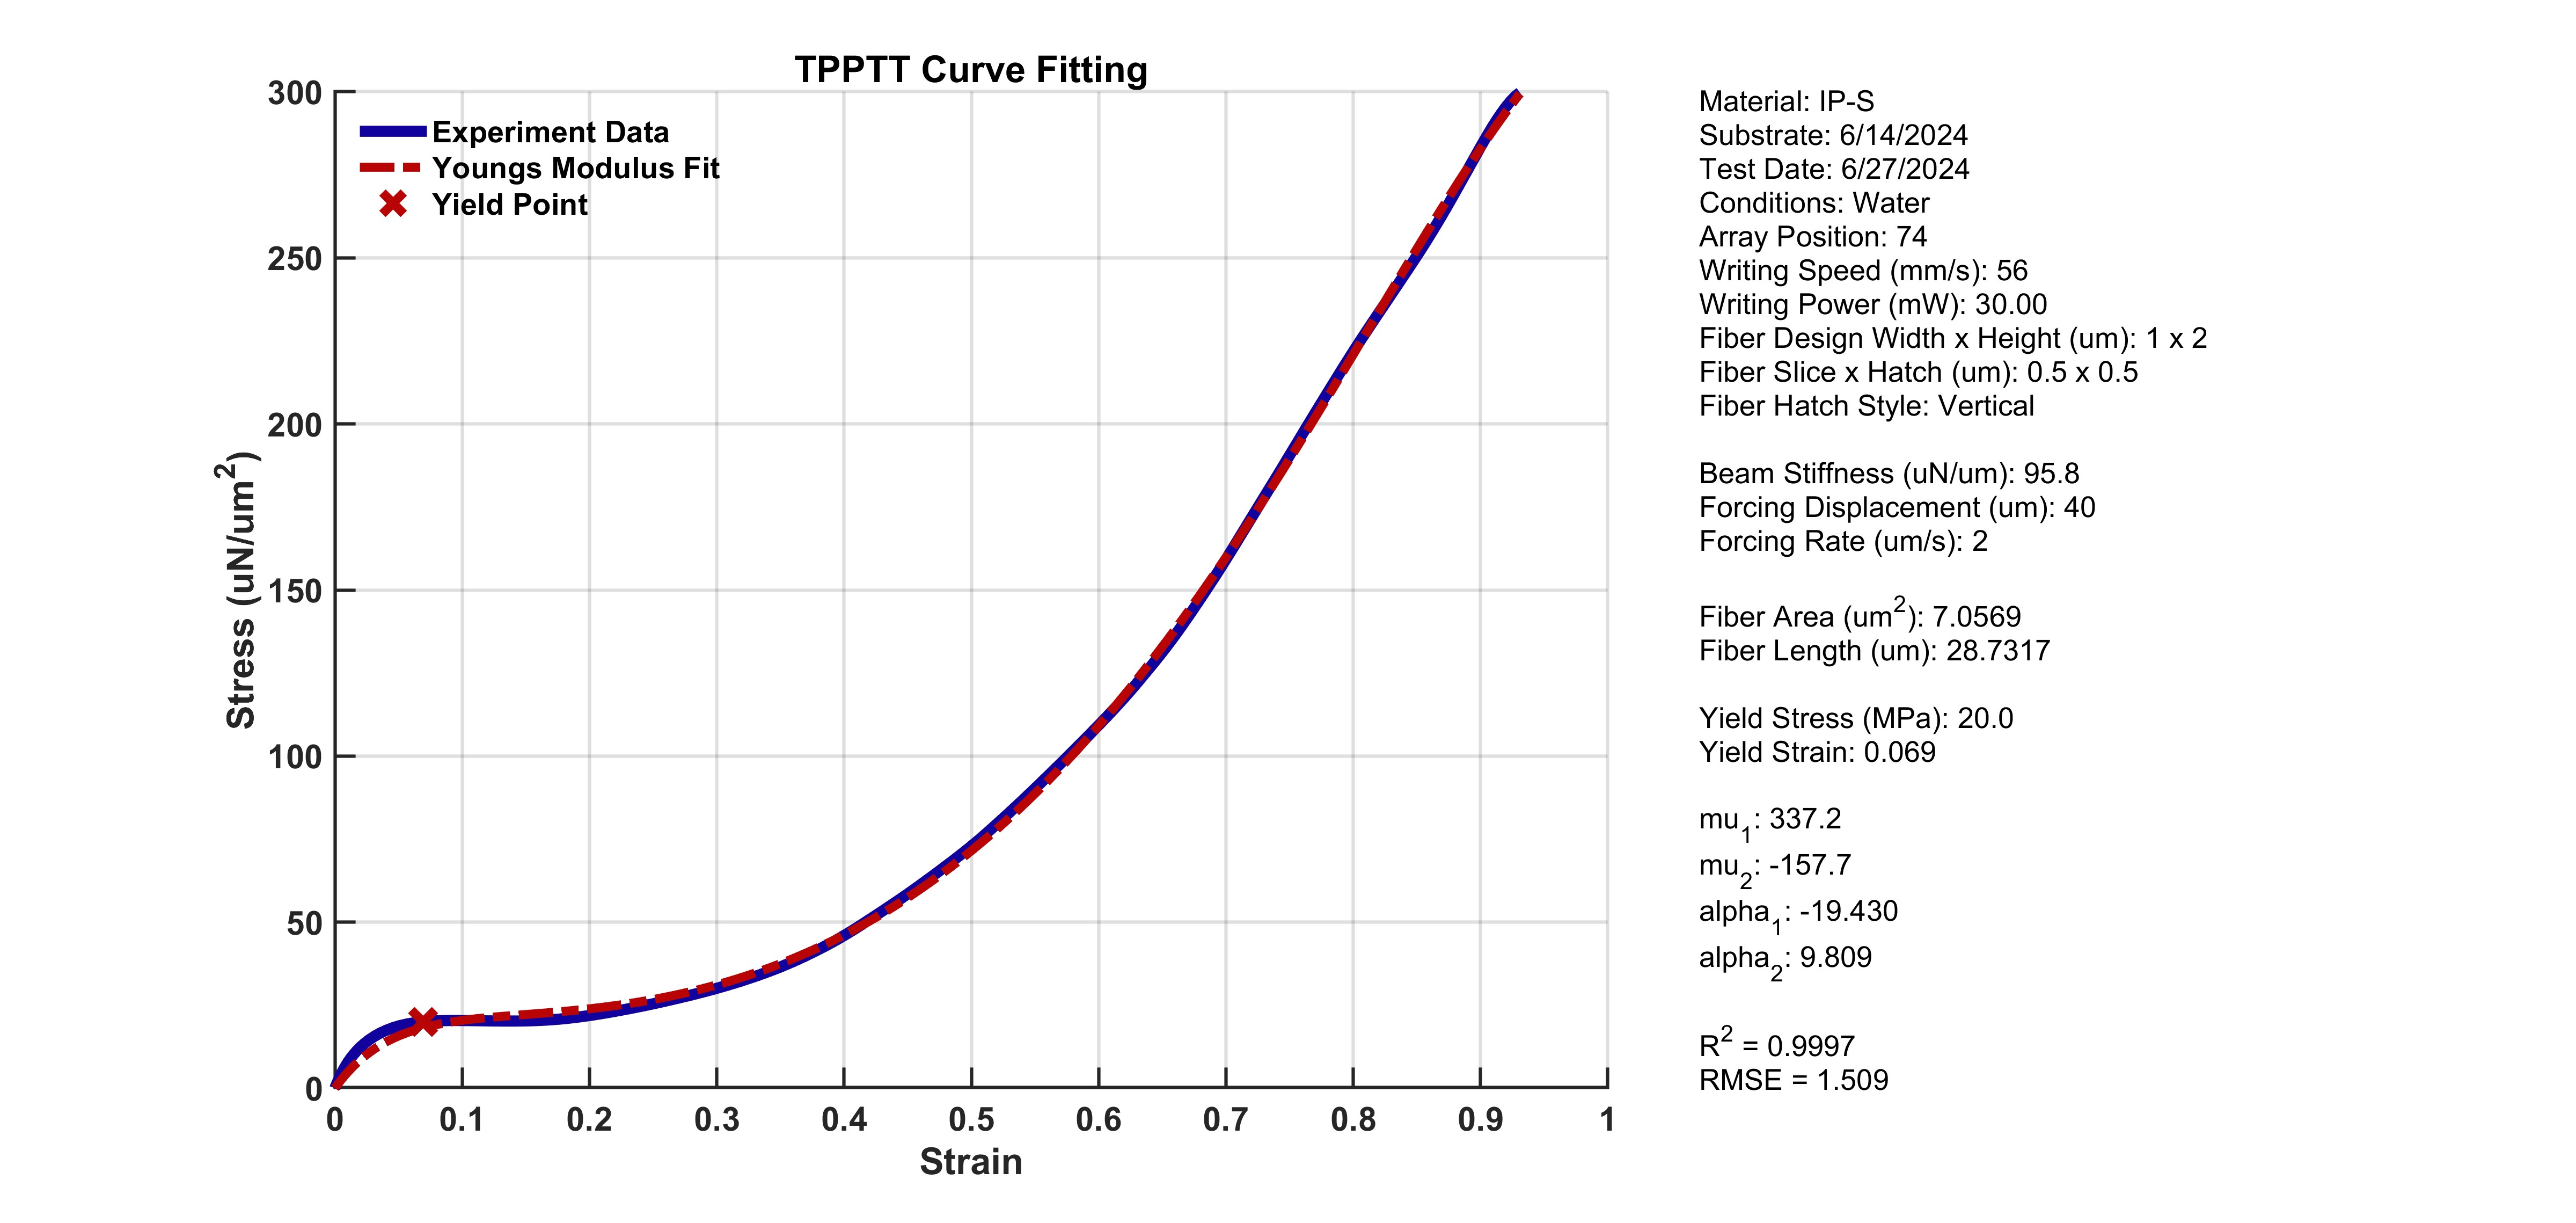 TPPTT Curve Fitting
Experiment Data
Youngs Modulus Fit
Yield Point
300
250
200
150
100
50
0
Stress (uN/um²)
0 0.1 0.2 0.3 0.4 0.5 0.6 0.7 0.8 0.9 1
Strain
Material: IP-S
Substrate: 6/14/2024
Test Date: 6/27/2024
Conditions: Water
Array Position: 74
Writing Speed (mm/s): 56
Writing Power (mW): 30.00
Fiber Design Width x Height (um): 1 x 2
Fiber Slice x Hatch (um): 0.5 x 0.5
Fiber Hatch Style: Vertical
Beam Stiffness (uN/um): 95.8
Forcing Displacement (um): 40
Forcing Rate (um/s): 2
Fiber Area (um²): 7.0569
Fiber Length (um): 28.7317
Yield Stress (MPa): 20.0
Yield Strain: 0.069
mu₁: 337.2
mu₂: -157.7
alpha₁: -19.430
alpha₂: 9.809
R² = 0.9997
RMSE = 1.509